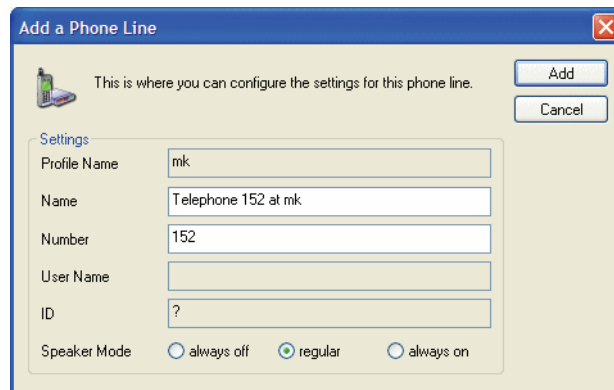 Add a Phone Line
This is where you can configure the settings for this phone line.
Add
Cancel
Settings
Profile Name mk
Name Telephone 152 at mk
Number 152
User Name
ID ?
Speaker Mode always off regular always on